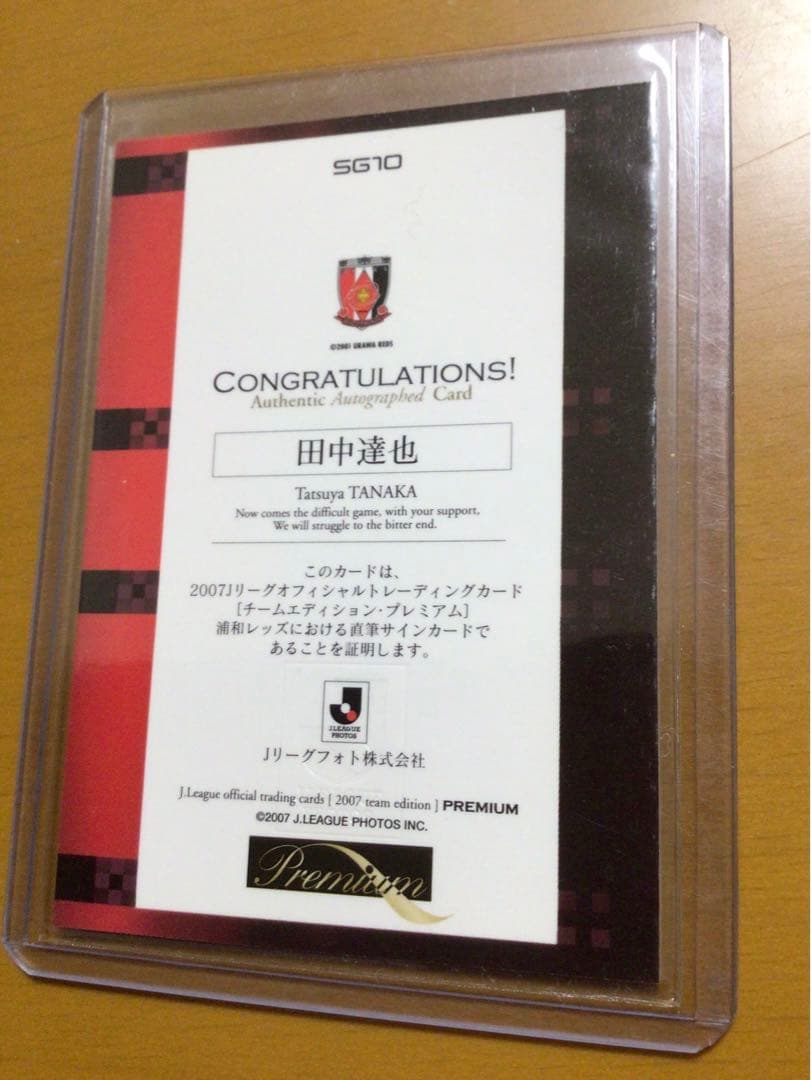 SG10
©2001 URAWA REDS
CONGRATULATIONS!
Authentic Autographed Card
田中達也
Tatsuya TANAKA
Now comes the difficult game, with your support,
We will struggle to the bitter end.
このカードは、
2007Jリーグオフィシャルトレーディングカード
[チームエディション・プレミアム]
浦和レッズにおける直筆サインカードで
あることを証明します。
J.LEAGUE
PHOTOS
Jリーグフォト株式会社
J.League official trading cards [ 2007 team edition ] PREMIUM
©2007 J.LEAGUE PHOTOS INC.
Premium